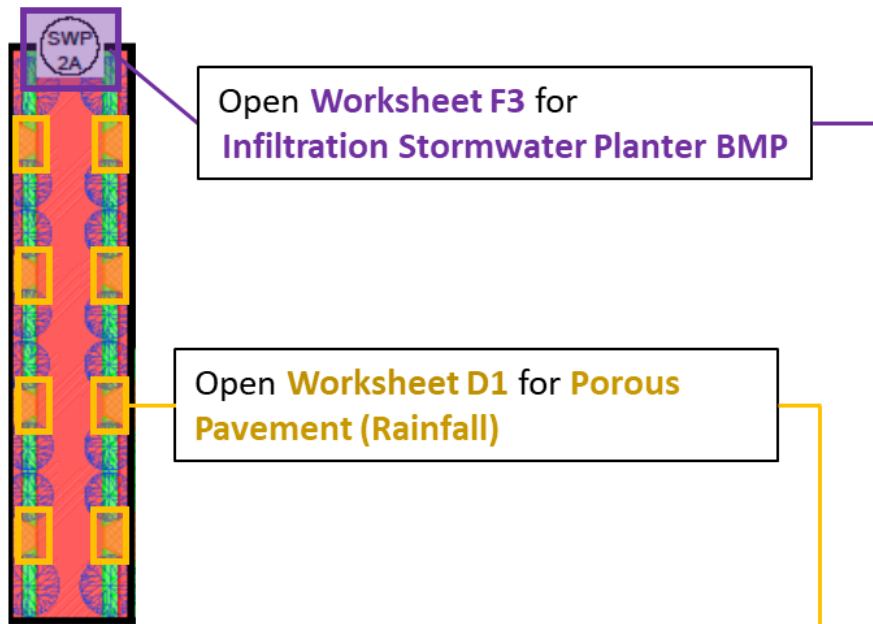 SWP
2A
Open Worksheet F3 for
Infiltration Stormwater Planter BMP
Open Worksheet D1 for Porous
Pavement (Rainfall)